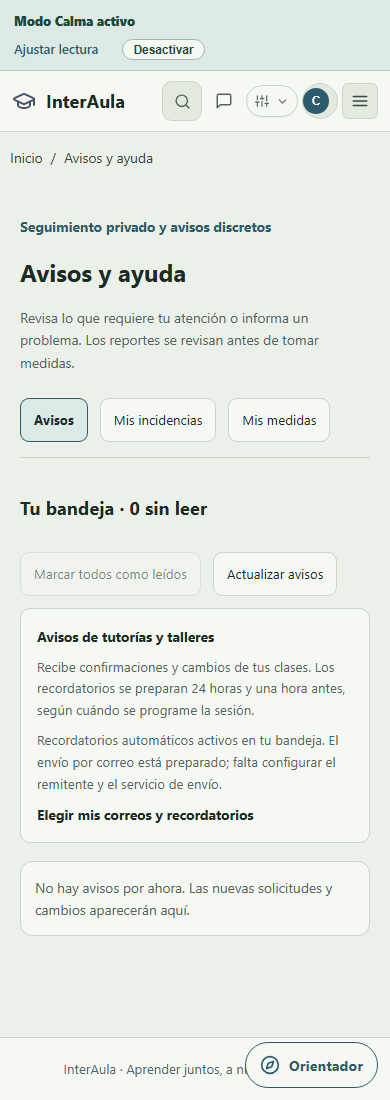 Modo Calma activo
Ajustar lectura Desactivar
InterAula C
Inicio / Avisos y ayuda
Seguimiento privado y avisos discretos
Avisos y ayuda
Revisa lo que requiere tu atención o informa un
problema. Los reportes se revisan antes de tomar
medidas.
Avisos Mis incidencias Mis medidas
Tu bandeja · 0 sin leer
Marcar todos como leídos Actualizar avisos
Avisos de tutorías y talleres
Recibe confirmaciones y cambios de tus clases. Los
recordatorios se preparan 24 horas y una hora antes,
según cuándo se programe la sesión.
Recordatorios automáticos activos en tu bandeja. El
envío por correo está preparado; falta configurar el
remitente y el servicio de envío.
Elegir mis correos y recordatorios
No hay avisos por ahora. Las nuevas solicitudes y
cambios aparecerán aquí.
InterAula · Aprender juntos, a
Orientador